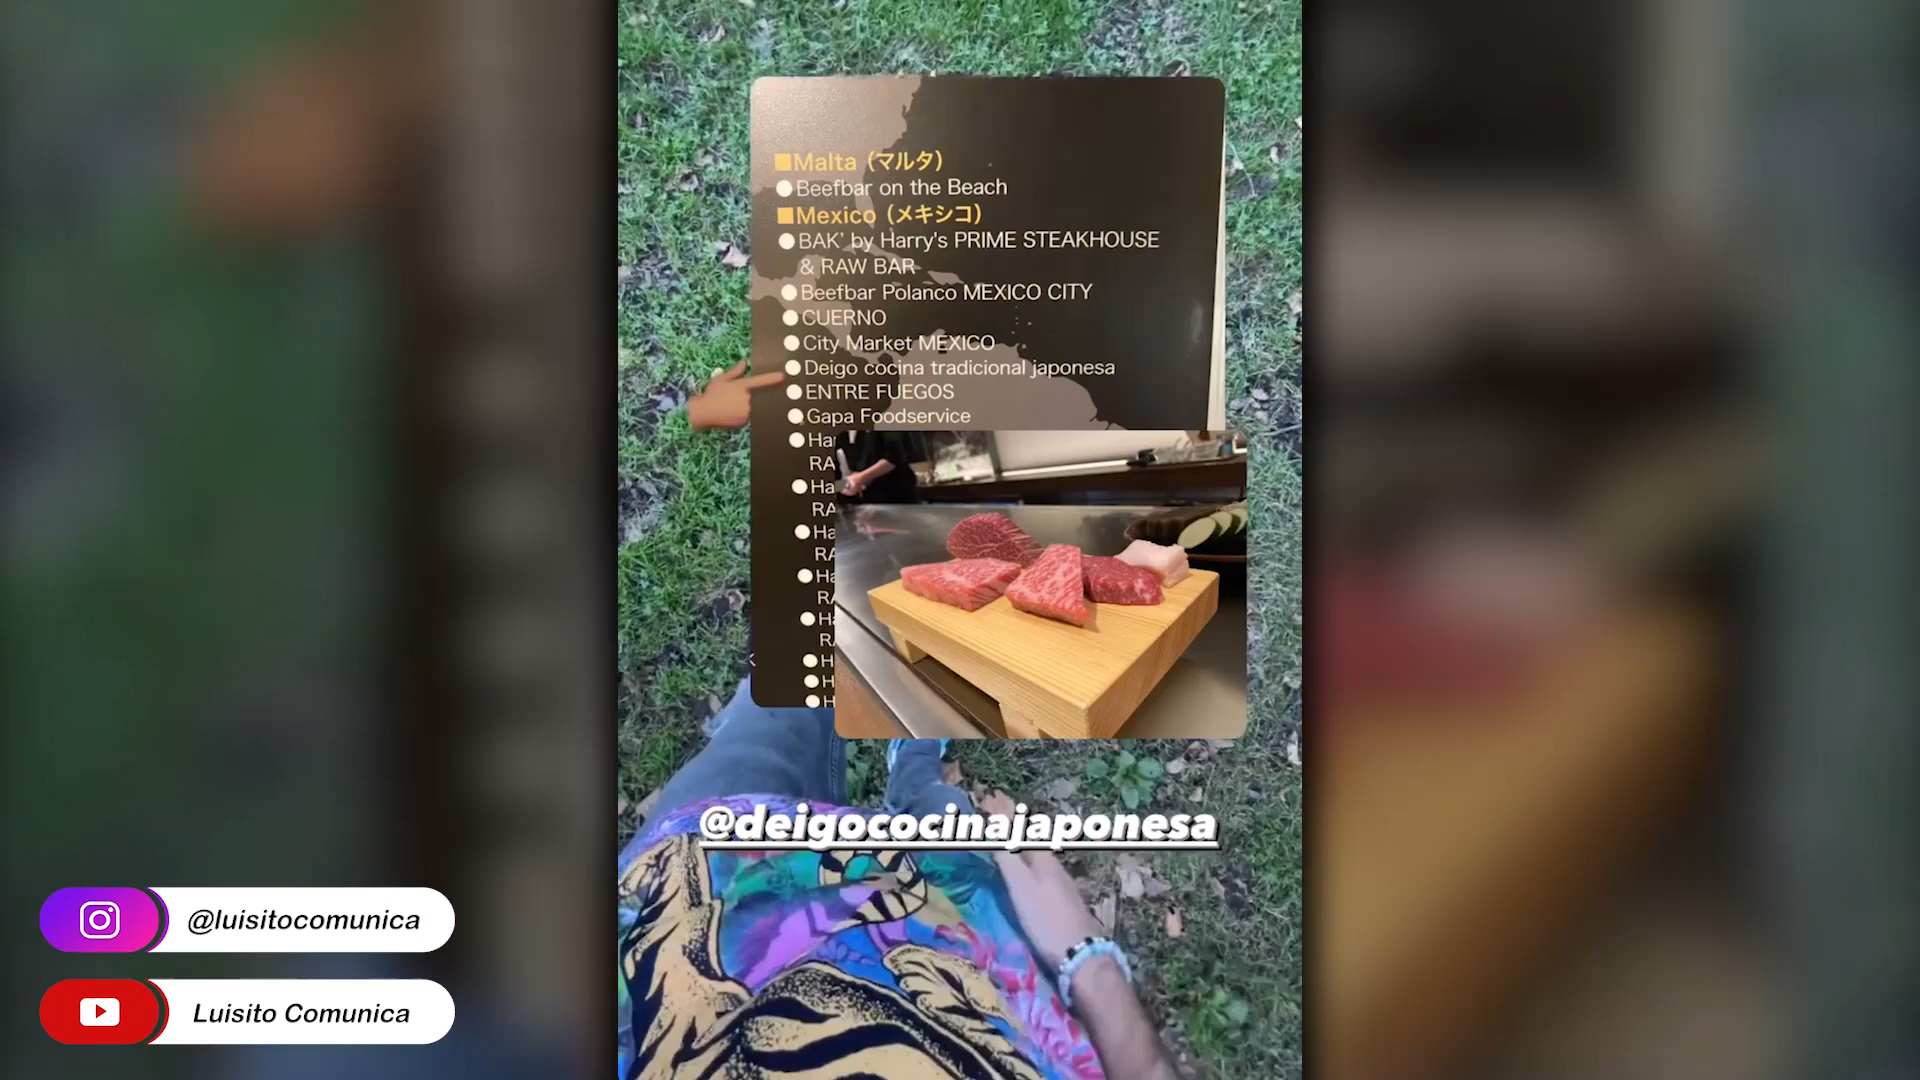 ■Malta（マルタ）
●Beefbar on the Beach
■Mexico（メキシコ）
●BAK' by Harry's PRIME STEAKHOUSE
& RAW BAR
●Beefbar Polanco MEXICO CITY
●CUERNO
●City Market MEXICO
●Deigo cocina tradicional japonesa
●ENTRE FUEGOS
●Gapa Foodservice
@deigococinajaponesa
@luisitocomunica
Luisito Comunica